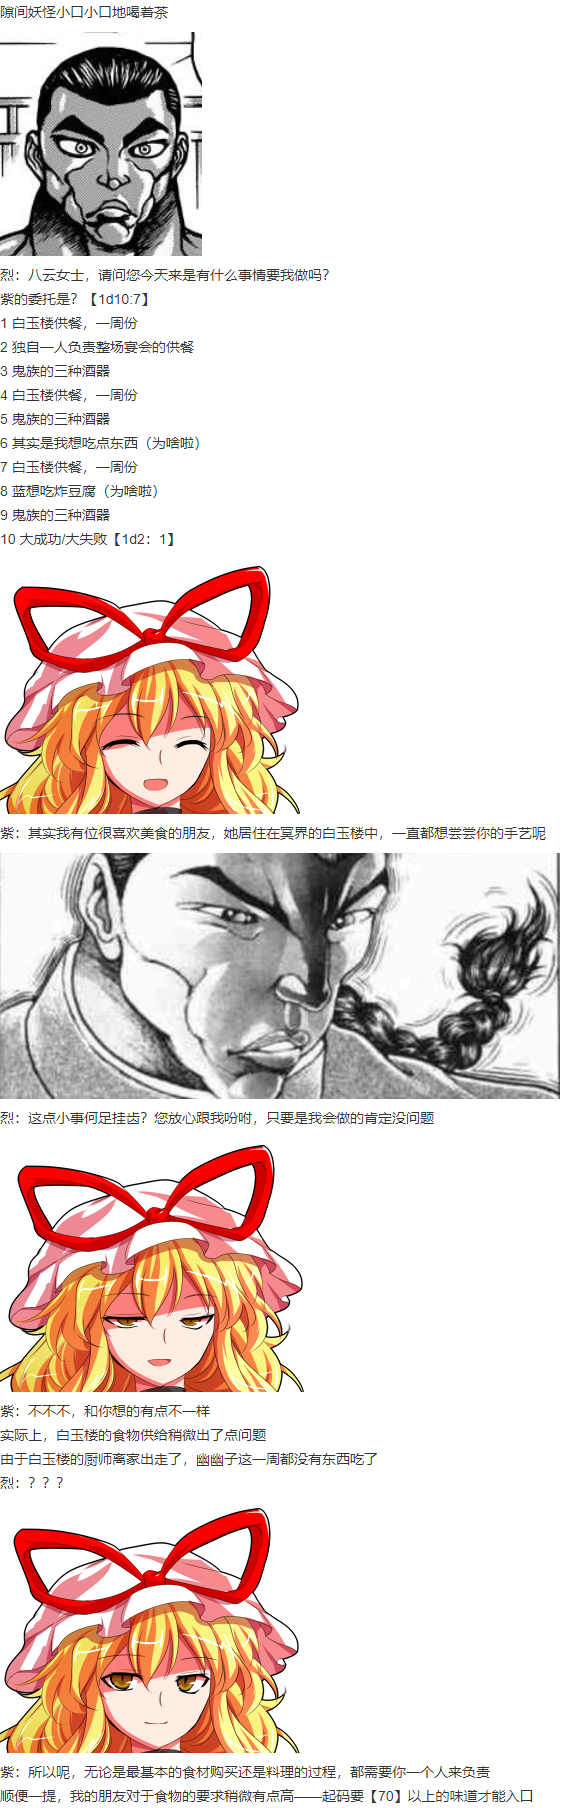 隙间妖怪小口小口地喝着茶
烈：八云女士，请问您今天来是有什么事情要我做吗？
紫的委托是？【1d10:7】
1 白玉楼供餐，一周份
2 独自一人负责整场宴会的供餐
3 鬼族的三种酒器
4 白玉楼供餐，一周份
5 鬼族的三种酒器
6 其实是我想吃点东西（为啥啦）
7 白玉楼供餐，一周份
8 蓝想吃炸豆腐（为啥啦）
9 鬼族的三种酒器
10 大成功/大失败【1d2：1】
紫：其实我有位很喜欢美食的朋友，她居住在冥界的白玉楼中，一直都想尝尝你的手艺呢
烈：这点小事何足挂齿？您放心跟我吩咐，只要是我会做的肯定没问题
紫：不不不，和你想的有点不一样
实际上，白玉楼的食物供给稍微出了点问题
由于白玉楼的厨师离家出走了，幽幽子这一周都没有东西吃了
烈：？？？
紫：所以呢，无论是最基本的食材购买还是料理的过程，都需要你一个人来负责
顺便一提，我的朋友对于食物的要求稍微有点高——起码要【70】以上的味道才能入口